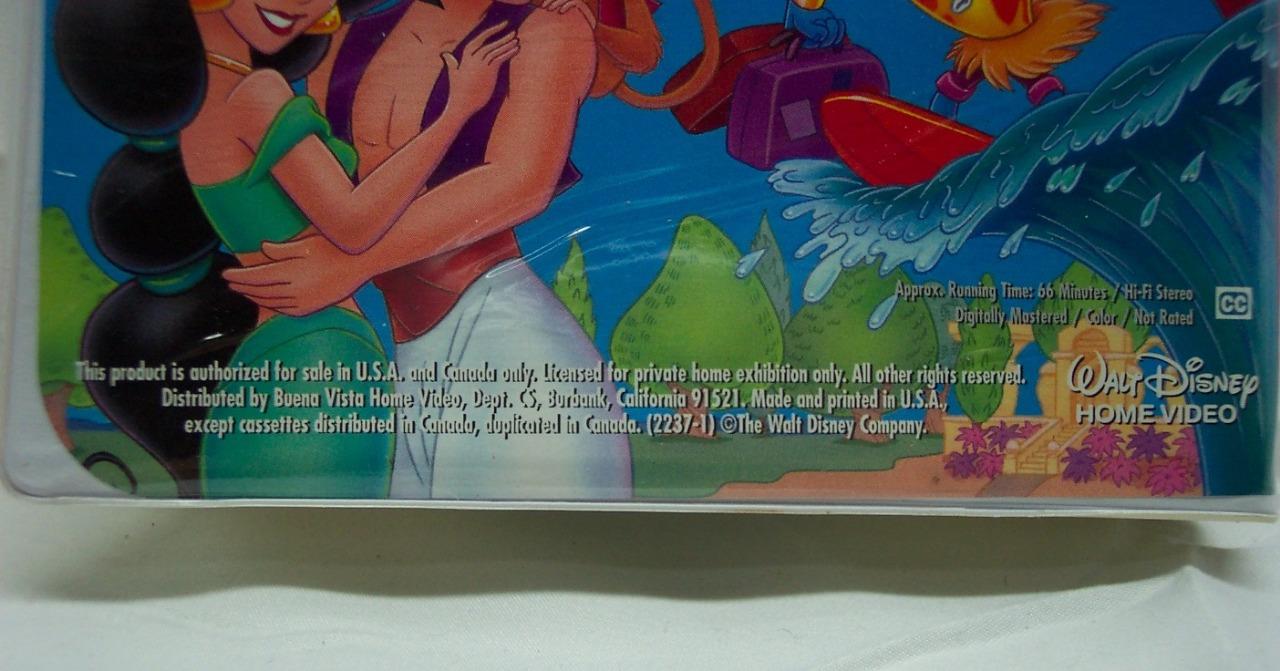 Approx. Running Time: 66 Minutes / Hi-Fi Stereo
CC
Digitally Mastered / Color / Not Rated
This product is authorized for sale in U.S.A. and Canada only. Licensed for private home exhibition only. All other rights reserved.
Distributed by Buena Vista Home Video, Dept. CS, Burbank, California 91521. Made and printed in U.S.A.,
except cassettes distributed in Canada, duplicated in Canada. (2237-1) ©The Walt Disney Company.
WALT DISNEY
HOME VIDEO